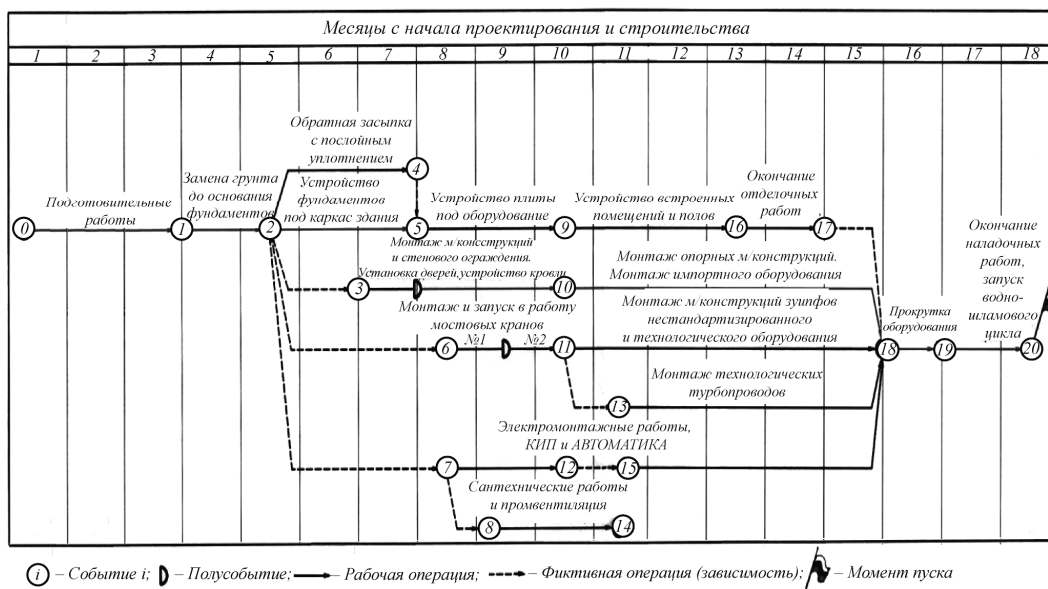 Месяцы с начала проектирования и строительства
1 2 3 4 5 6 7 8 9 10 11 12 13 14 15 16 17 18
Обратная засыпка
с послойным
уплотнением
4
Замена грунта
до основания
фундаментов
Устройство
фундаментов
под каркас здания
Подготовительные
работы
Устройство плиты
под оборудование
Устройство встроенных
помещений и полов
Окончание
отделочных
работ
0
1
2
5
9
16
17
Монтаж м/консструкций
и стенового ограждения.
Установка дверей,устройство кровли
Монтаж опорных м/конструкций.
Монтаж импортного оборудования
Окончание
наладочных
работ,
запуск
водно-
шламового
цикла
3
10
Монтаж и запуск в работу
мостовых кранов
№1
№2
Монтаж м/конструкций зуипфов
нестандартизированного
и технологического оборудования
Прокрутка
оборудования
6
11
18
19
20
Монтаж технологических
турбопроводов
13
Электромонтажные работы,
КИП и АВТОМАТИКА
7
12
15
Сантехнические работы
и промвентиляция
8
14
i – Событие i; – Полусобытие; – Рабочая операция; – Фиктивная операция (зависимость); – Момент пуска